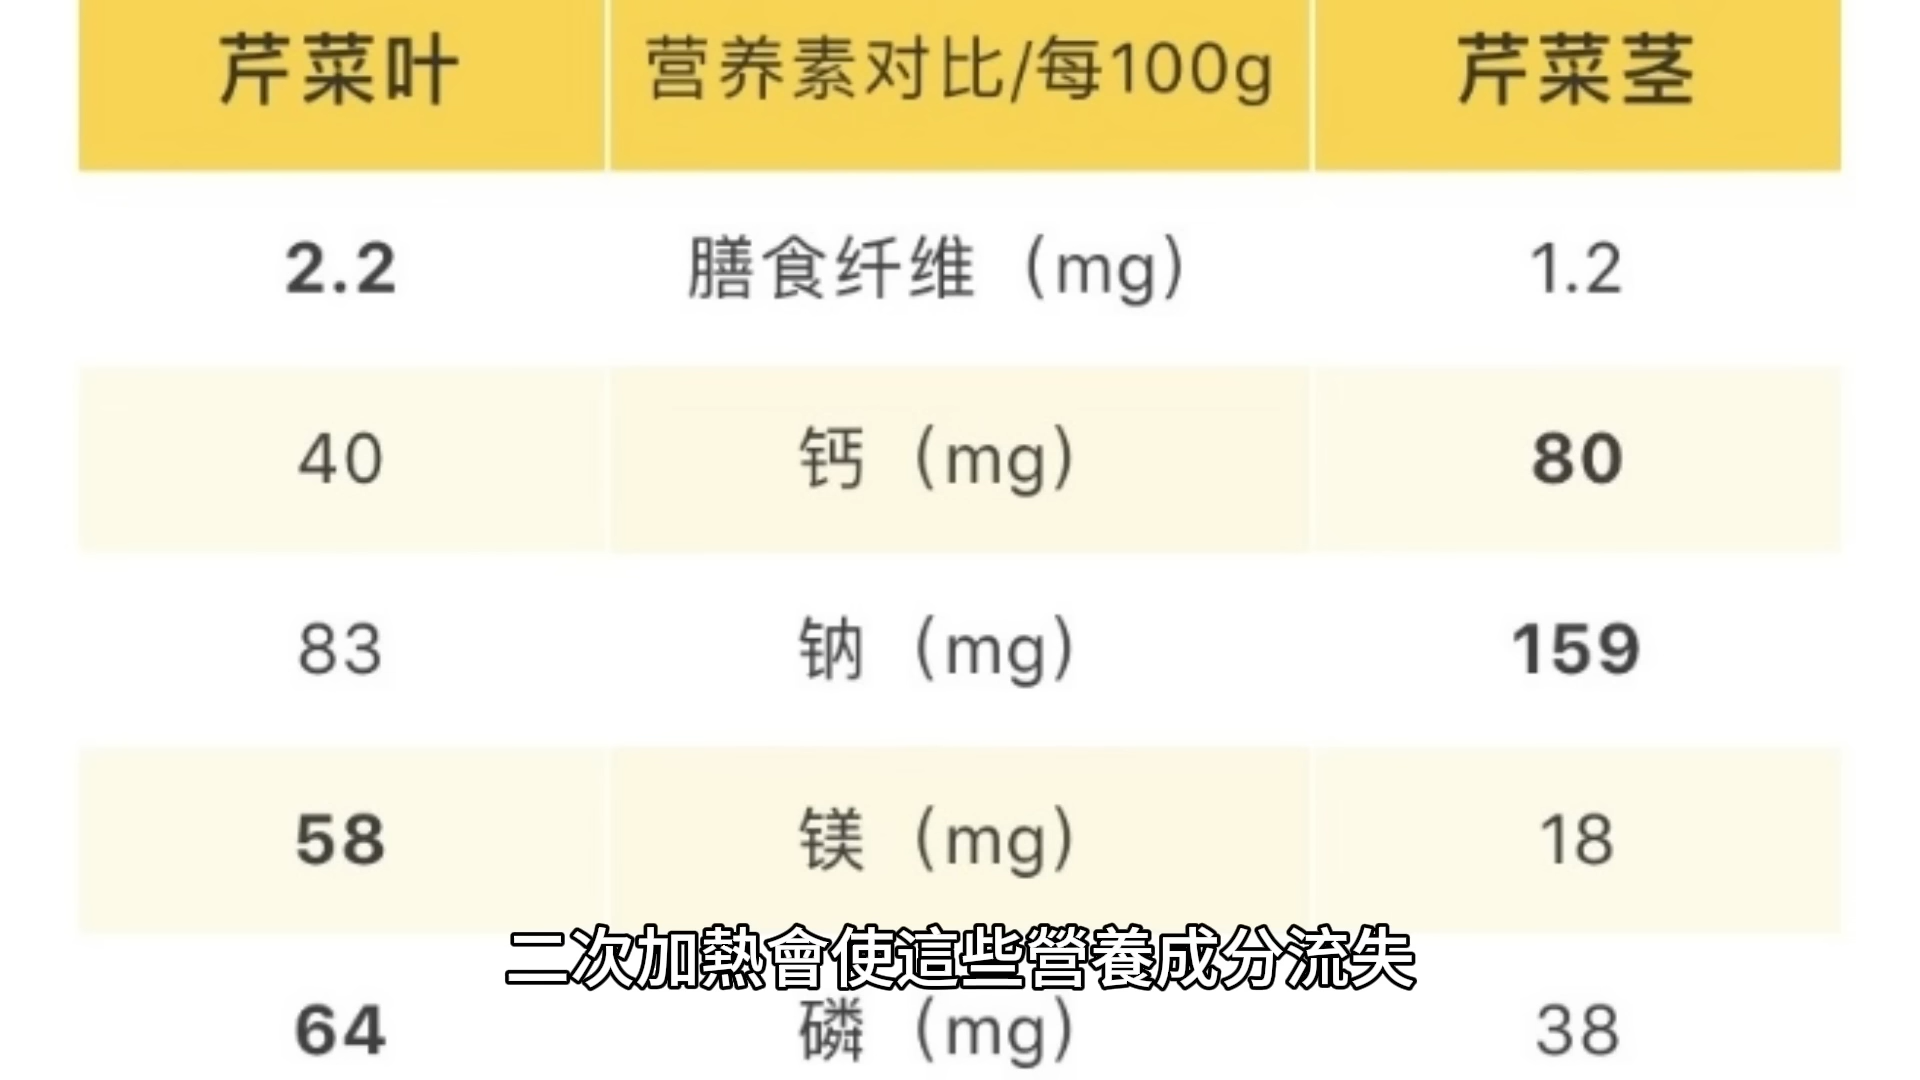 芹菜叶 营养素对比/每100g 芹菜茎
2.2 膳食纤维（mg） 1.2
40 钙（mg） 80
83 钠（mg） 159
58 镁（mg） 18
二次加熱會使這些營養成分流失
64 磷（mg） 38